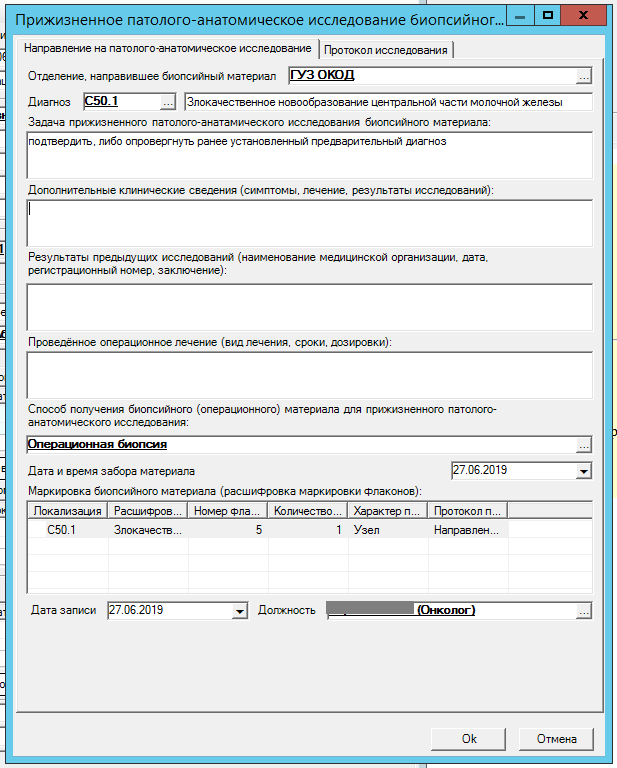 Прижизненное патолого-анатомическое исследование биопсийног...
Направление на патолого-анатомическое исследование
Протокол исследования
Отделение, направившее биопсийный материал
ГУЗ ОКОД
Диагноз
C50.1
Злокачественное новообразование центральной части молочной железы
Задача прижизненного патолого-анатамического исследования биопсийного материала:
подтвердить, либо опровергнуть ранее установленный предварительный диагноз
Дополнительные клинические сведения (симптомы, лечение, результаты исследований):
Результаты предыдущих исследований (наименование медицинской организации, дата,
регистрационный номер, заключение):
Проведённое операционное лечение (вид лечения, сроки, дозировки):
Способ получения биопсийного (операционного) материала для прижизненного патолого-
анатомического исследования:
Операционная биопсия
Дата и время забора материала
27.06.2019
Маркировка биопсийного материала (расшифровка маркировки флаконов):
Локализация Расшифров... Номер фла... Количество... Характер п... Протокол п...
C50.1 Злокачеств... 5 1 Узел Направлен...
Дата записи
27.06.2019
Должность
(Онколог)
Ok
Отмена